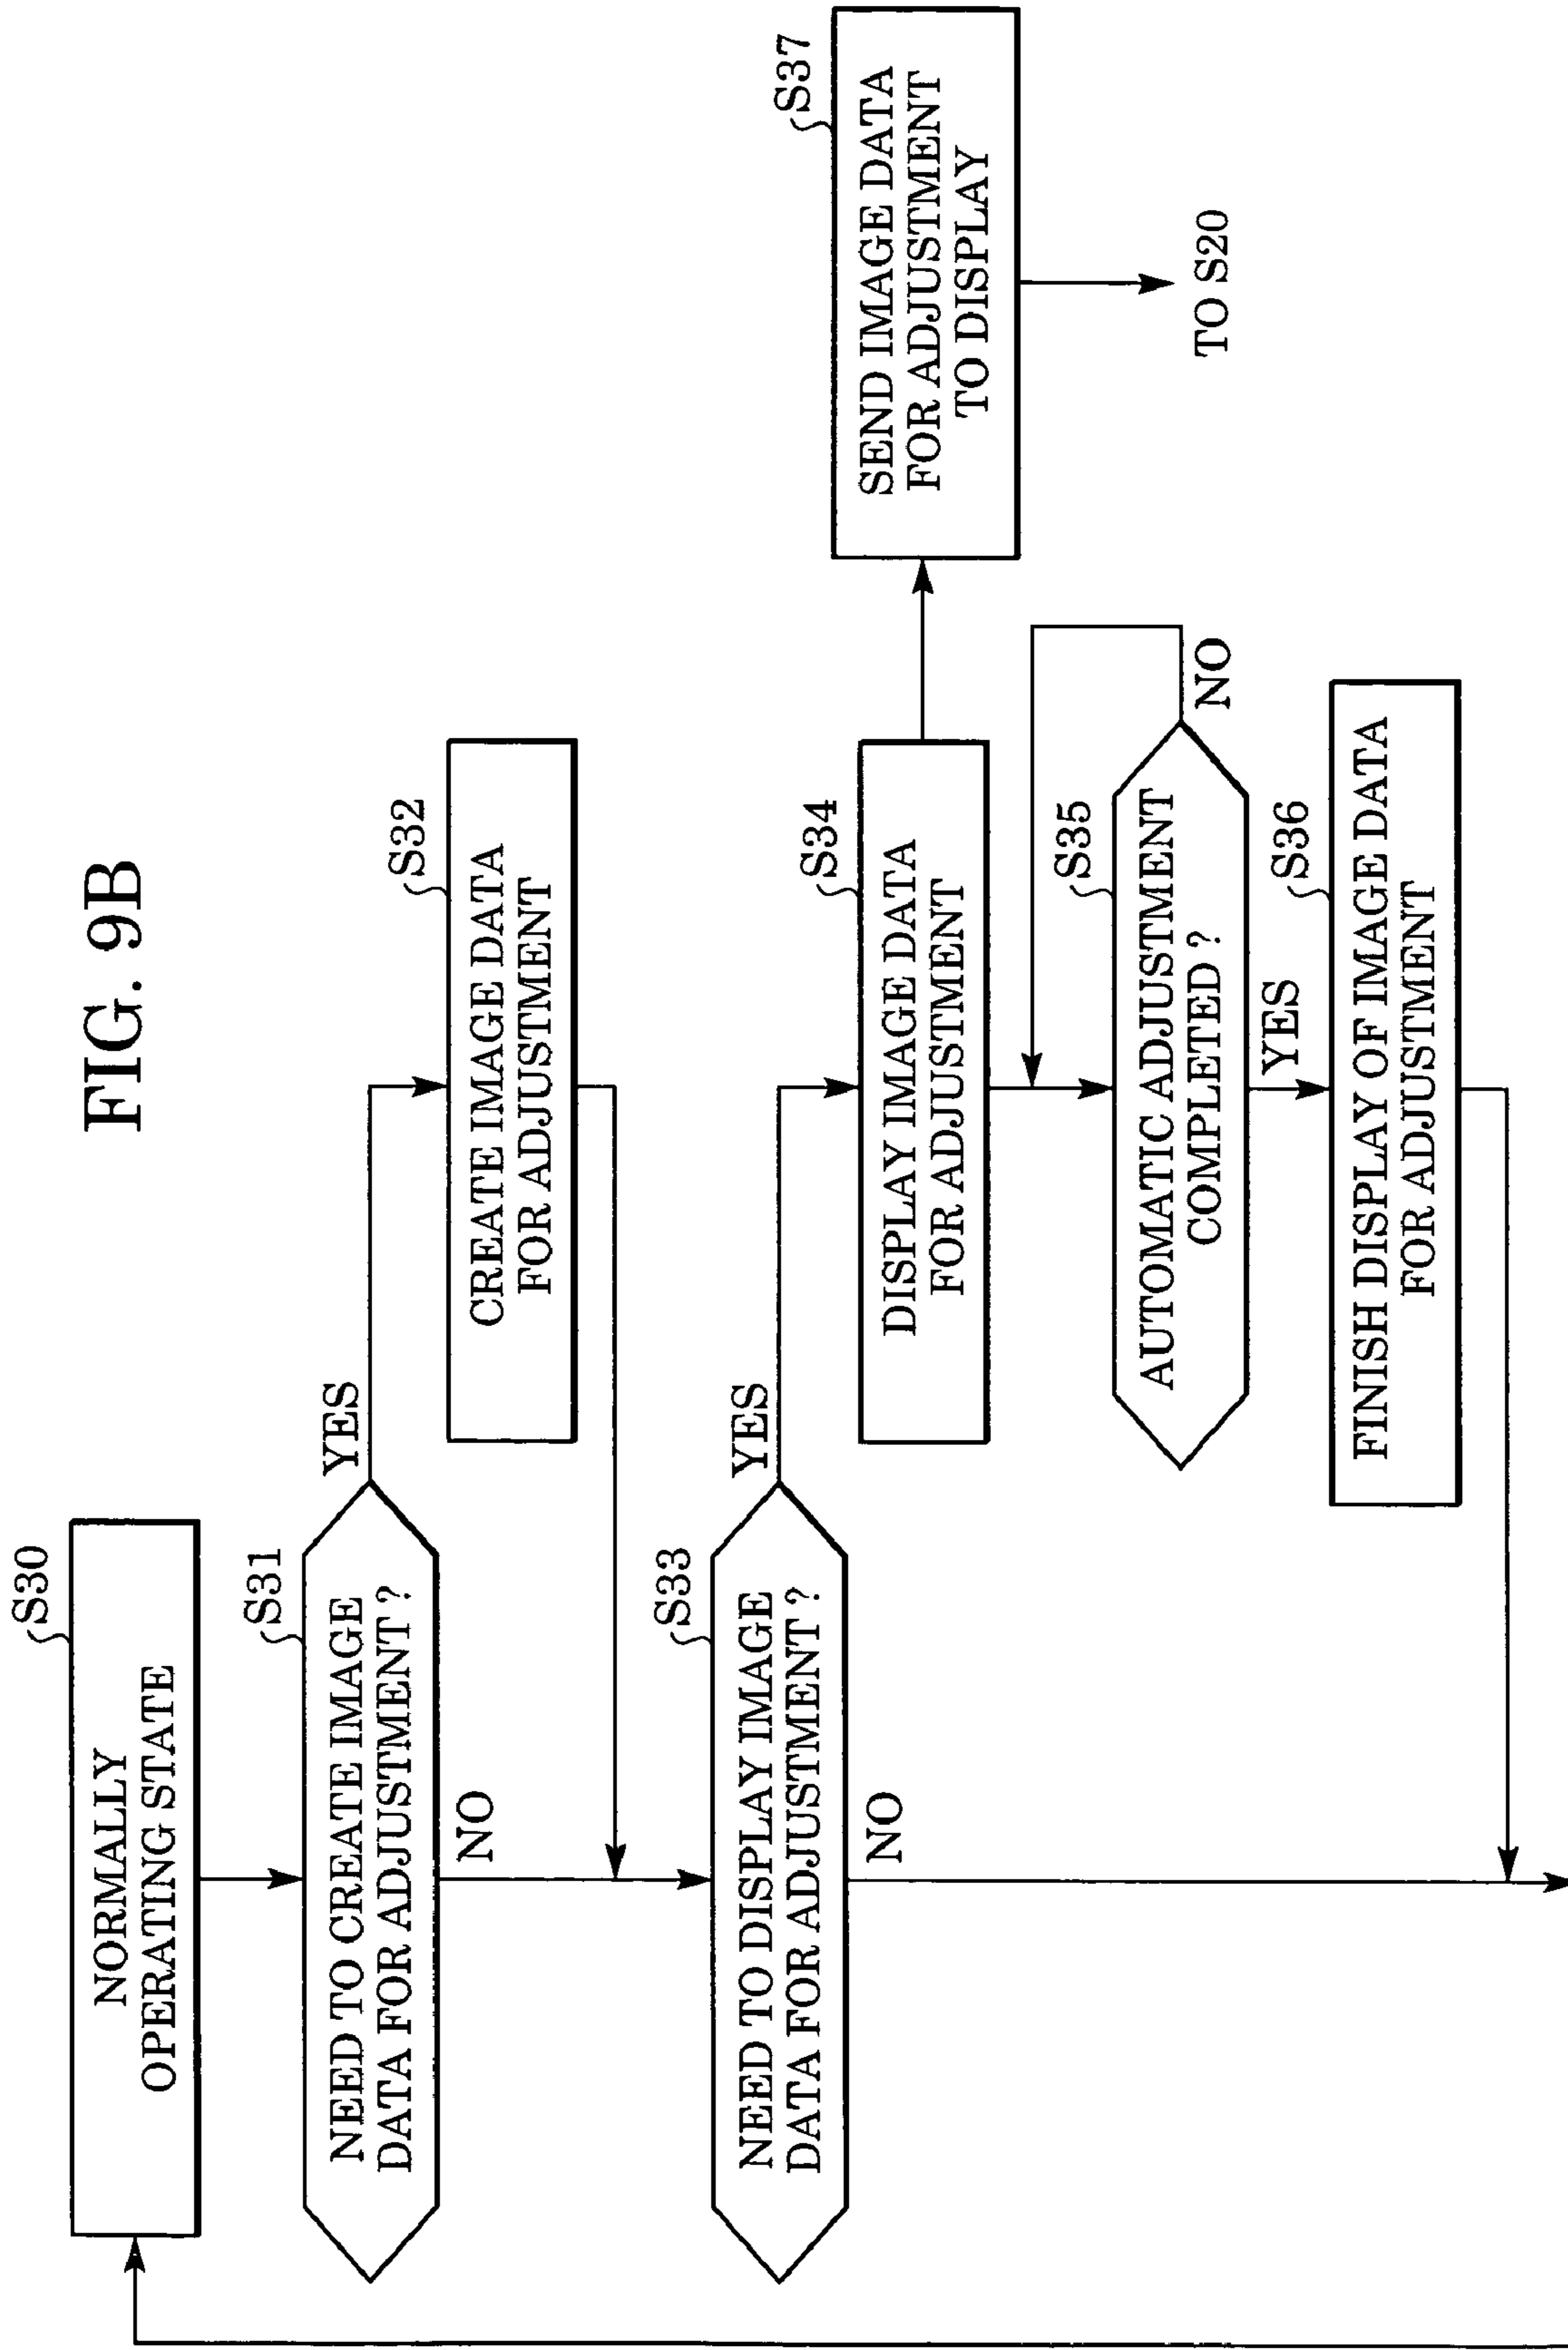 FIG. 9B
S30
NORMALLY
OPERATING STATE
S31
NEED TO CREATE IMAGE
DATA FOR ADJUSTMENT ?
YES
NO
S32
CREATE IMAGE DATA
FOR ADJUSTMENT
S33
NEED TO DISPLAY IMAGE
DATA FOR ADJUSTMENT ?
YES
NO
S34
DISPLAY IMAGE DATA
FOR ADJUSTMENT
S37
SEND IMAGE DATA
FOR ADJUSTMENT
TO DISPLAY
TO S20
S35
AUTOMATIC ADJUSTMENT
COMPLETED ?
NO
YES
S36
FINISH DISPLAY OF IMAGE DATA
FOR ADJUSTMENT